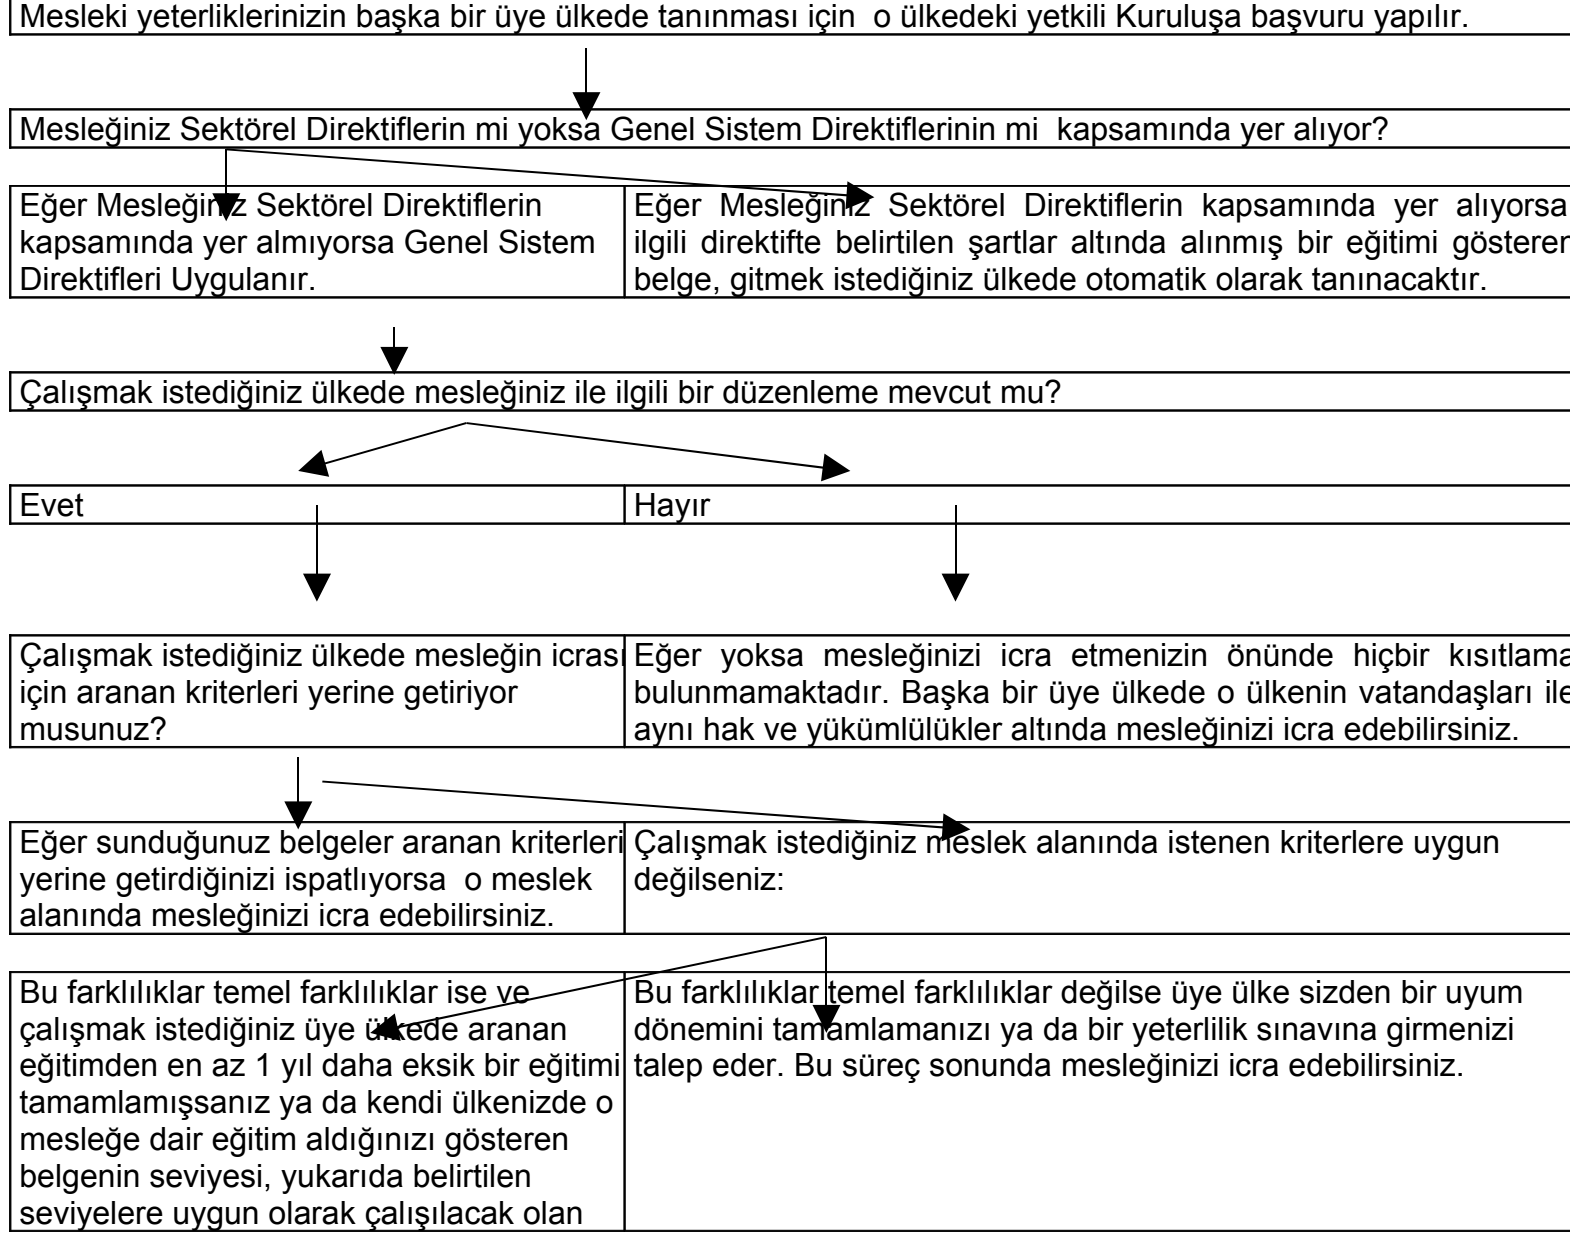 Mesleki yeterliklerinizin başka bir üye ülkede tanınması için  o ülkedeki yetkili Kuruluşa başvuru yapılır.
Mesleğiniz Sektörel Direktiflerin mi yoksa Genel Sistem Direktiflerinin mi  kapsamında yer alıyor?
Eğer Mesleğiniz Sektörel Direktiflerin
kapsamında yer almıyorsa Genel Sistem
Direktifleri Uygulanır.
Eğer Mesleğiniz Sektörel Direktiflerin kapsamında yer alıyorsa
ilgili direktifte belirtilen şartlar altında alınmış bir eğitimi gösteren
belge, gitmek istediğiniz ülkede otomatik olarak tanınacaktır.
Çalışmak istediğiniz ülkede mesleğiniz ile ilgili bir düzenleme mevcut mu?
Evet
Hayır
Çalışmak istediğiniz ülkede mesleğin icrası
için aranan kriterleri yerine getiriyor
musunuz?
Eğer yoksa mesleğinizi icra etmenizin önünde hiçbir kısıtlama
bulunmamaktadır. Başka bir üye ülkede o ülkenin vatandaşları ile
aynı hak ve yükümlülükler altında mesleğinizi icra edebilirsiniz.
Eğer sunduğunuz belgeler aranan kriterleri
yerine getirdiğinizi ispatlıyorsa  o meslek
alanında mesleğinizi icra edebilirsiniz.
Çalışmak istediğiniz meslek alanında istenen kriterlere uygun
değilseniz:
Bu farklılıklar temel farklılıklar ise ve
çalışmak istediğiniz üye ülkede aranan
eğitimden en az 1 yıl daha eksik bir eğitimi
tamamlamışsanız ya da kendi ülkenizde o
mesleğe dair eğitim aldığınızı gösteren
belgenin seviyesi, yukarıda belirtilen
seviyelere uygun olarak çalışılacak olan
Bu farklılıklar temel farklılıklar değilse üye ülke sizden bir uyum
dönemini tamamlamanızı ya da bir yeterlilik sınavına girmenizi
talep eder. Bu süreç sonunda mesleğinizi icra edebilirsiniz.